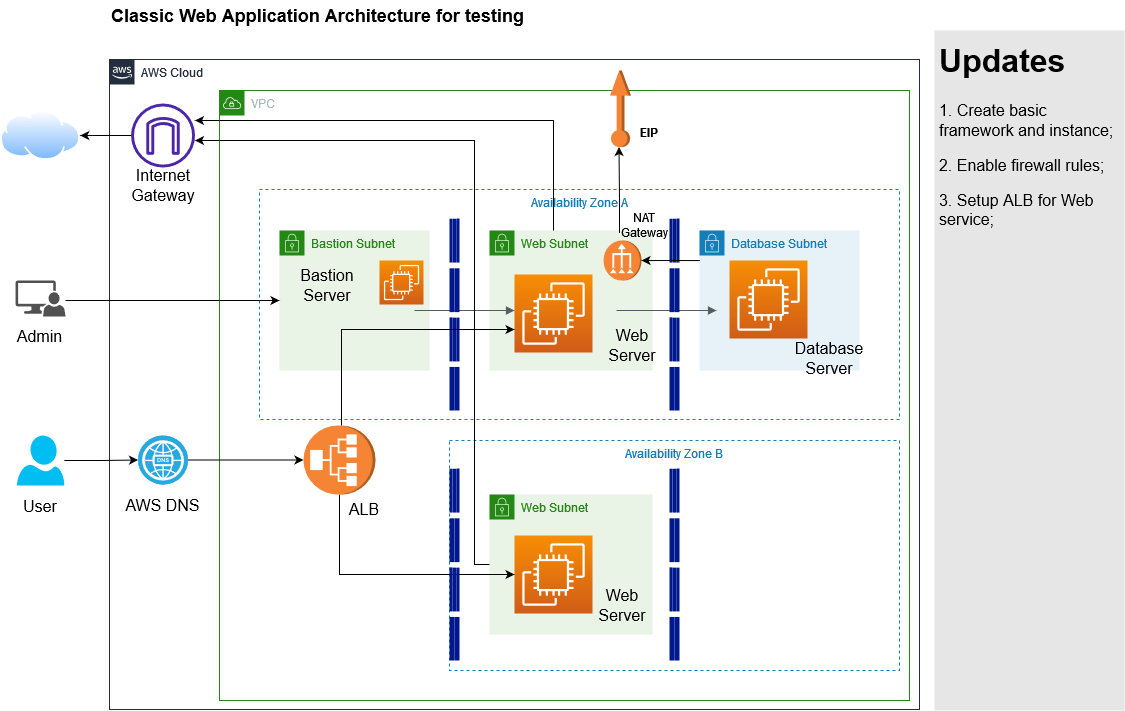 Classic Web Application Architecture for testing
Updates
1. Create basic
framework and instance;
2. Enable firewall rules;
3. Setup ALB for Web
service;
aws
AWS Cloud
VPC
EIP
Internet
Gateway
Availability Zone A
NAT
Gateway
Bastion Subnet
Web Subnet
Database Subnet
Bastion
Server
Web
Server
Database
Server
Admin
Availability Zone B
DNS
User
AWS DNS
ALB
Web Subnet
Web
Server